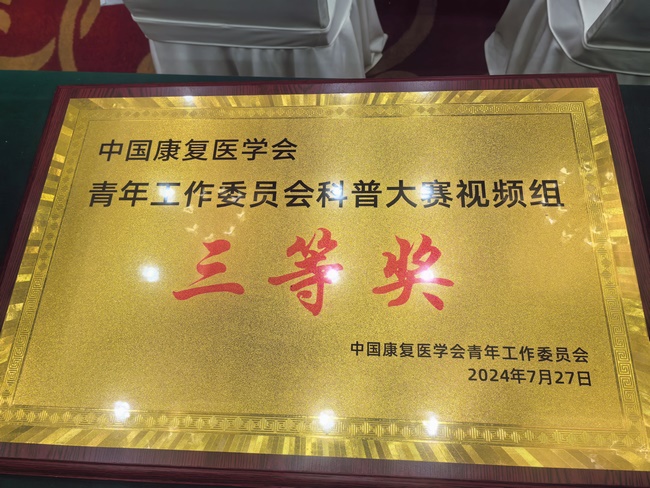 中国康复医学会
青年工作委员会科普大赛视频组
三等奖
中国康复医学会青年工作委员会
2024年7月27日